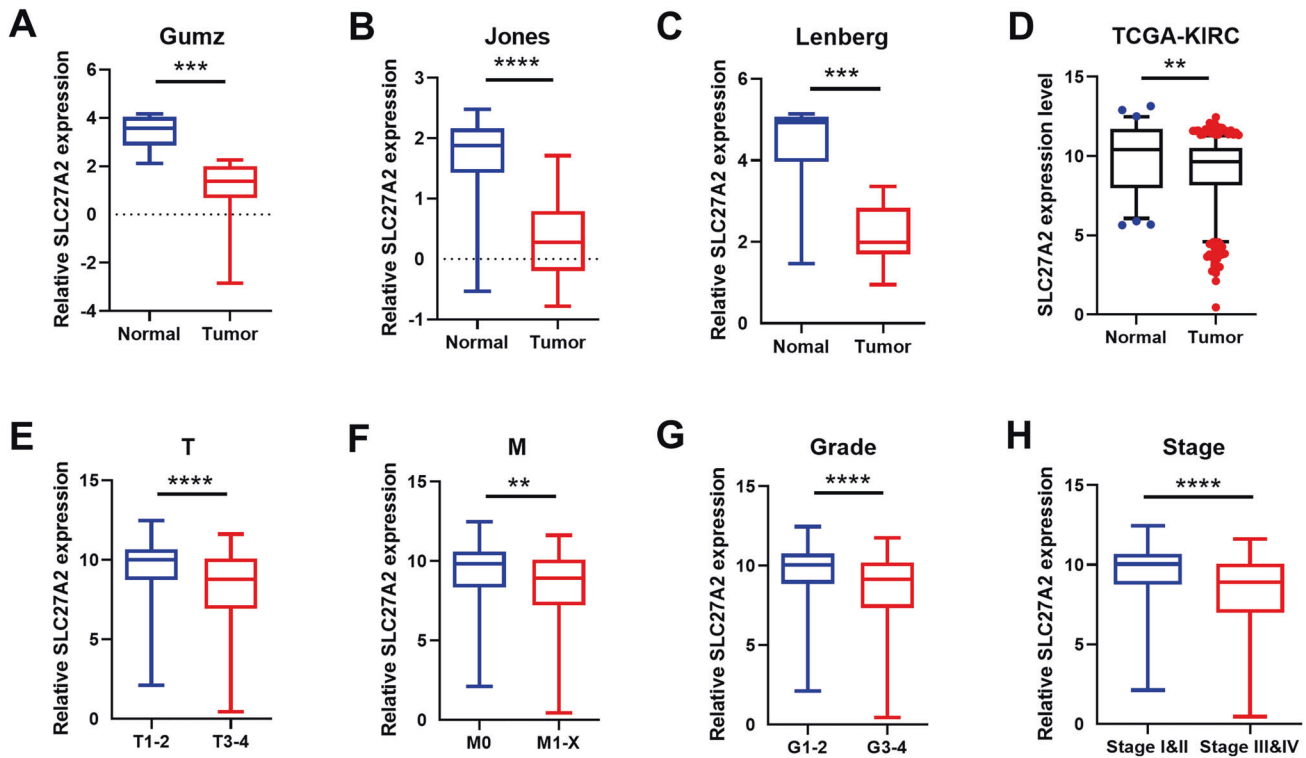 A
Gumz
***
Relative SLC27A2 expression
6
4
2
0
-2
-4
Normal Tumor
B
Jones
****
Relative SLC27A2 expression
3
2
1
0
-1
Normal Tumor
C
Lenberg
***
Relative SLC27A2 expression
6
4
2
0
Nomal Tumor
D
TCGA-KIRC
**
SLC27A2 expression level
15
10
5
0
Normal Tumor
E
T
****
Relative SLC27A2 expression
15
10
5
0
T1-2 T3-4
F
M
**
Relative SLC27A2 expression
15
10
5
0
M0 M1-X
G
Grade
****
Relative SLC27A2 expression
15
10
5
0
G1-2 G3-4
H
Stage
****
Relative SLC27A2 expression
15
10
5
0
Stage I&II Stage III&IV